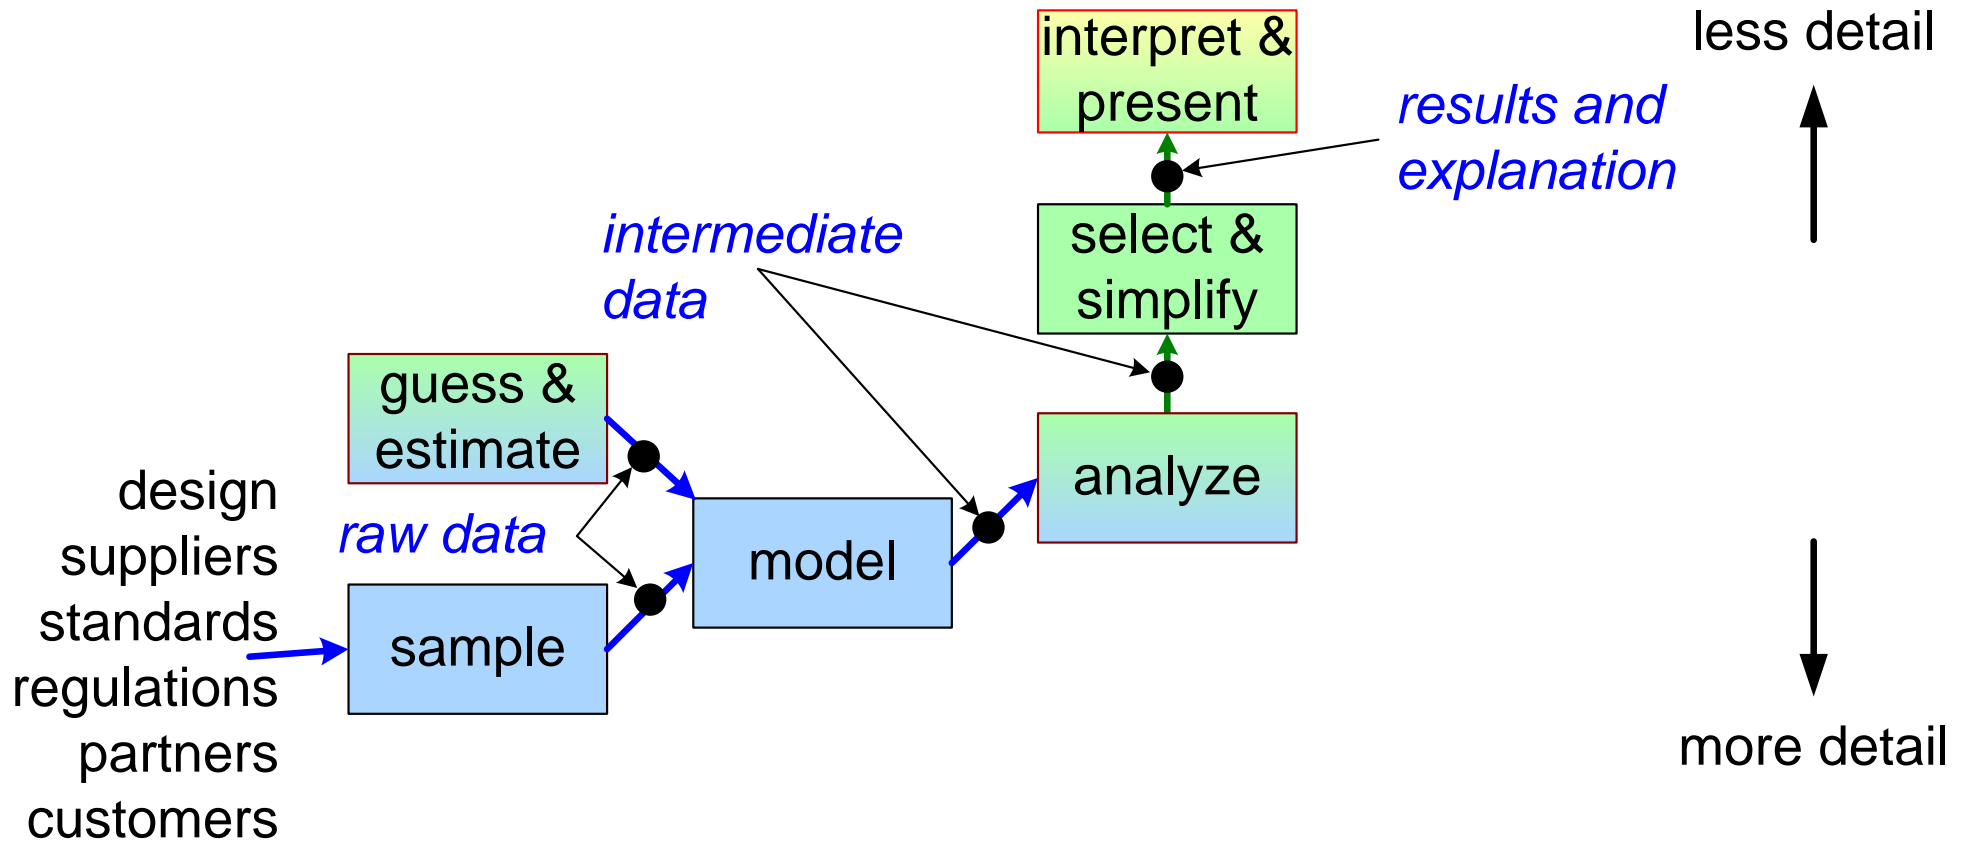 interpret &
present
less detail
results and
explanation
select &
simplify
intermediate
data
guess &
estimate
analyze
design
suppliers
standards
regulations
partners
customers
raw data
model
sample
more detail